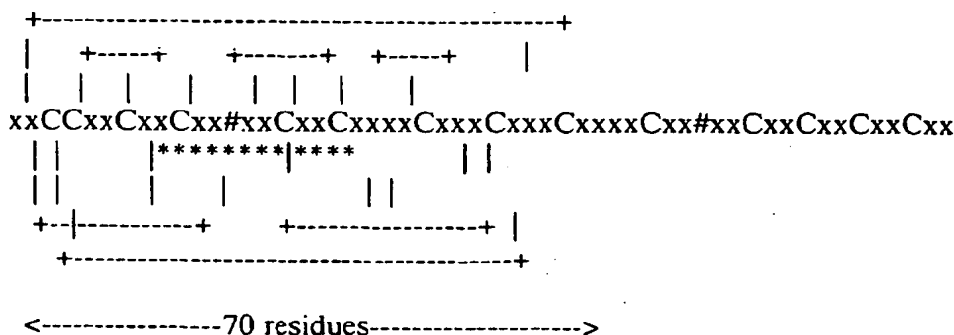 +-----------------------------------------------+
| +------+ +--------+ +------+ |
| | | | | | | |
xxCCxxCxxCxx#xxCxxCxxxxCxxxCxxxCxxxxCxx#xxCxxCxxCxxCxx
| | |********|**** | |
| | | | | |
+--|-----------+ +-----------------+ |
+---------------------------------------+
<-----------------70 residues------------------->